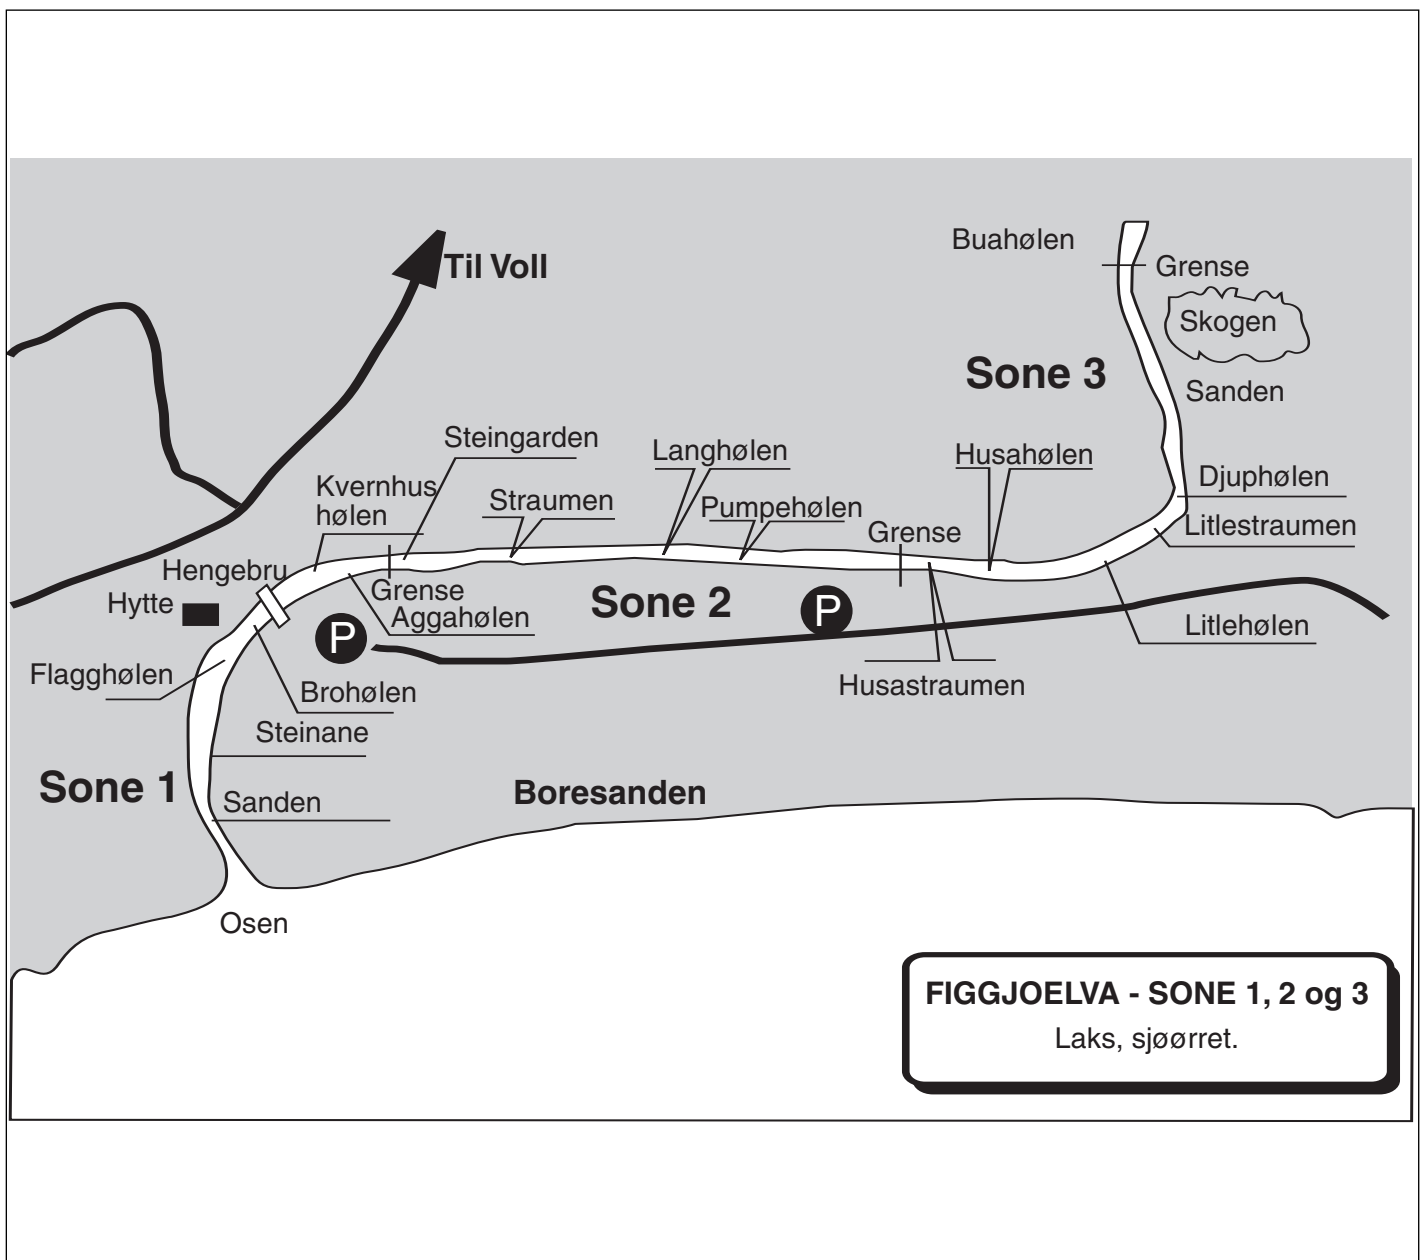 Buahølen
Til Voll
Grense
Skogen
Sone 3
Sanden
Steingarden
Langhølen
Husahølen
Kvernhus
hølen
Straumen
Pumpehølen
Djuphølen
Grense
Litlestraumen
Hengebru
Grense
Hytte
Aggahølen
Sone 2
P
P
Litlehølen
Flagghølen
Brohølen
Husastraumen
Steinane
Sone 1
Sanden
Boresanden
Osen
FIGGJOELVA - SONE 1, 2 og 3
Laks, sjøørret.